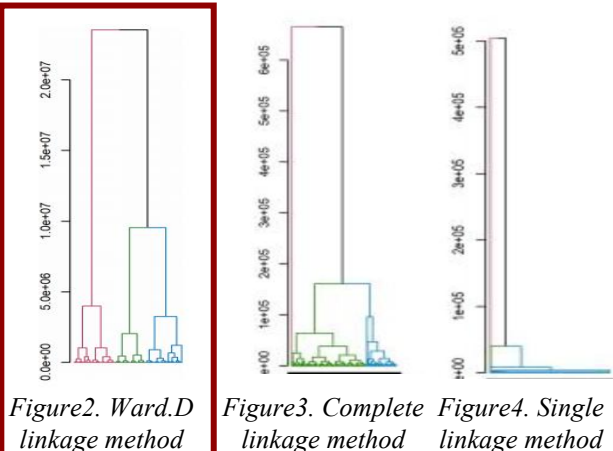 2.0e+07
1.5e+07
1.0e+07
5.0e+06
0.0e+00
Figure2. Ward.D
linkage method
6e+05
5e+05
4e+05
3e+05
2e+05
1e+05
e+00
Figure3. Complete
linkage method
5e+05
4e+05
3e+05
2e+05
1e+05
e+00
Figure4. Single
linkage method